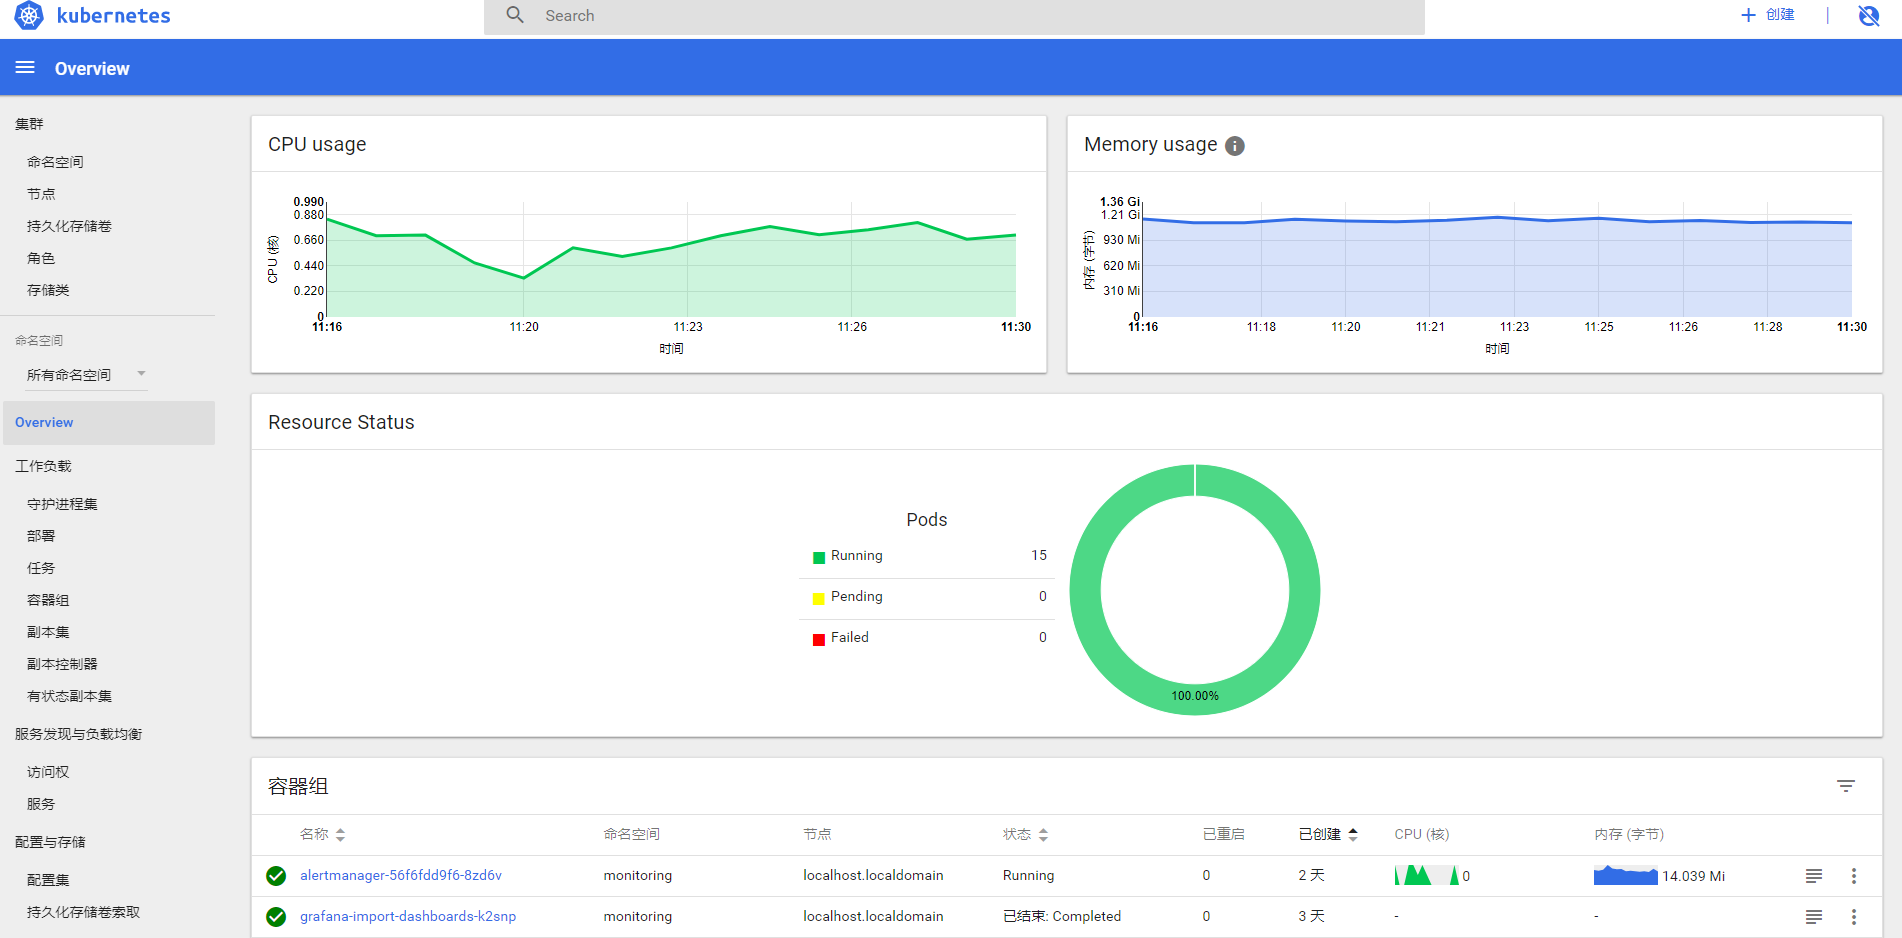 kubernetes
Search
创建
Overview
集群
命名空间
节点
持久化存储卷
角色
存储类
命名空间
所有命名空间
Overview
工作负载
守护进程集
部署
任务
容器组
副本集
副本控制器
有状态副本集
服务发现与负载均衡
访问权
服务
配置与存储
配置集
持久化存储卷索取
CPU usage
CPU (核)
0.990
0.880
0.660
0.440
0.220
0
11:16 11:20 11:23 11:26 11:30
时间
Memory usage
内存 (字节)
1.36 Gi
1.21 Gi
930 Mi
620 Mi
310 Mi
0
11:16 11:18 11:20 11:21 11:23 11:25 11:26 11:28 11:30
时间
Resource Status
Pods
Running 15
Pending 0
Failed 0
100.00%
容器组
名称 命名空间 节点 状态 已重启 已创建 CPU (核) 内存 (字节)
alertmanager-56f6fdd9f6-8zd6v monitoring localhost.localdomain Running 0 2 天 0 14.039 Mi
grafana-import-dashboards-k2snp monitoring localhost.localdomain 已结束: Completed 0 3 天 - -